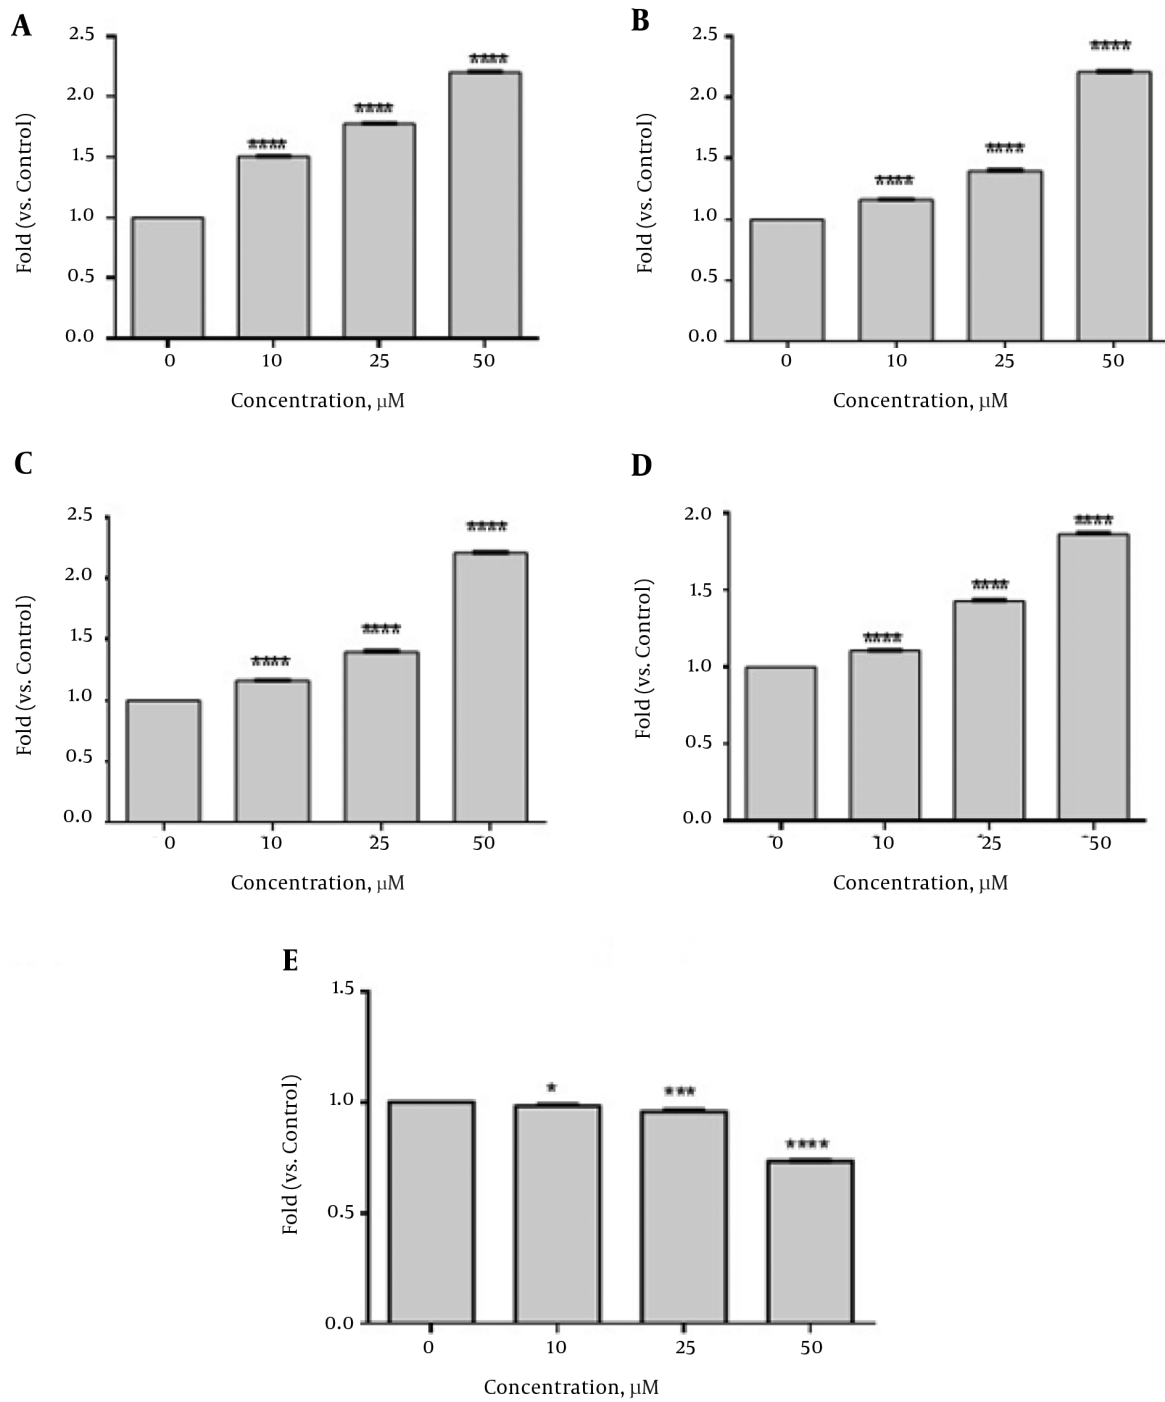 A
2.5
2.0
1.5
1.0
0.5
0.0
Fold (vs. Control)
****
****
****
0 10 25 50
Concentration, µM
B
2.5
2.0
1.5
1.0
0.5
0.0
Fold (vs. Control)
****
****
****
0 10 25 50
Concentration, µM
C
2.5
2.0
1.5
1.0
0.5
0.0
Fold (vs. Control)
****
****
****
0 10 25 50
Concentration, µM
D
2.0
1.5
1.0
0.5
0.0
Fold (vs. Control)
****
****
****
0 10 25 50
Concentration, µM
E
1.5
1.0
0.5
0.0
Fold (vs. Control)
*
***
****
0 10 25 50
Concentration, µM